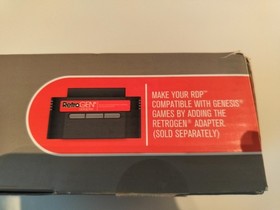 RETRO GEN
MAKE YOUR RDP™
COMPATIBLE WITH GENESIS®
GAMES BY ADDING THE
RETROGEN ADAPTER.
(SOLD SEPARATELY)